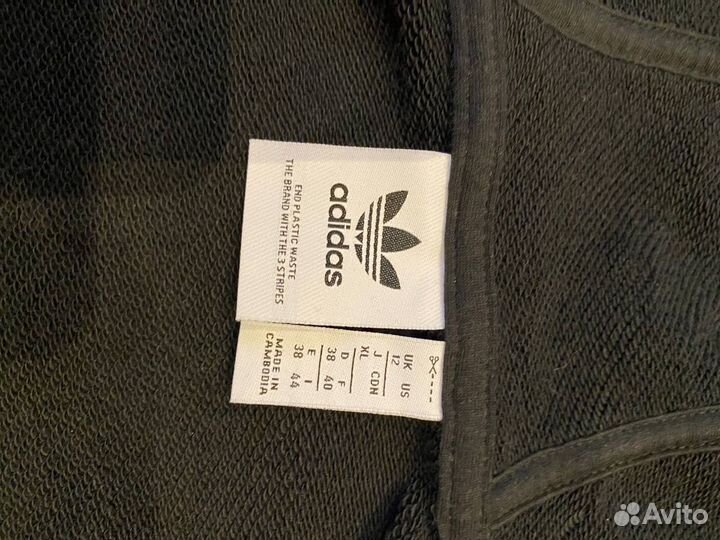 adidas
END PLASTIC WASTE
THE BRAND WITH THE 3 STRIPES
UK US
12
J CDN
XL
D F
38 40
E I
38 44
MADE IN
CAMBODIA
Avito